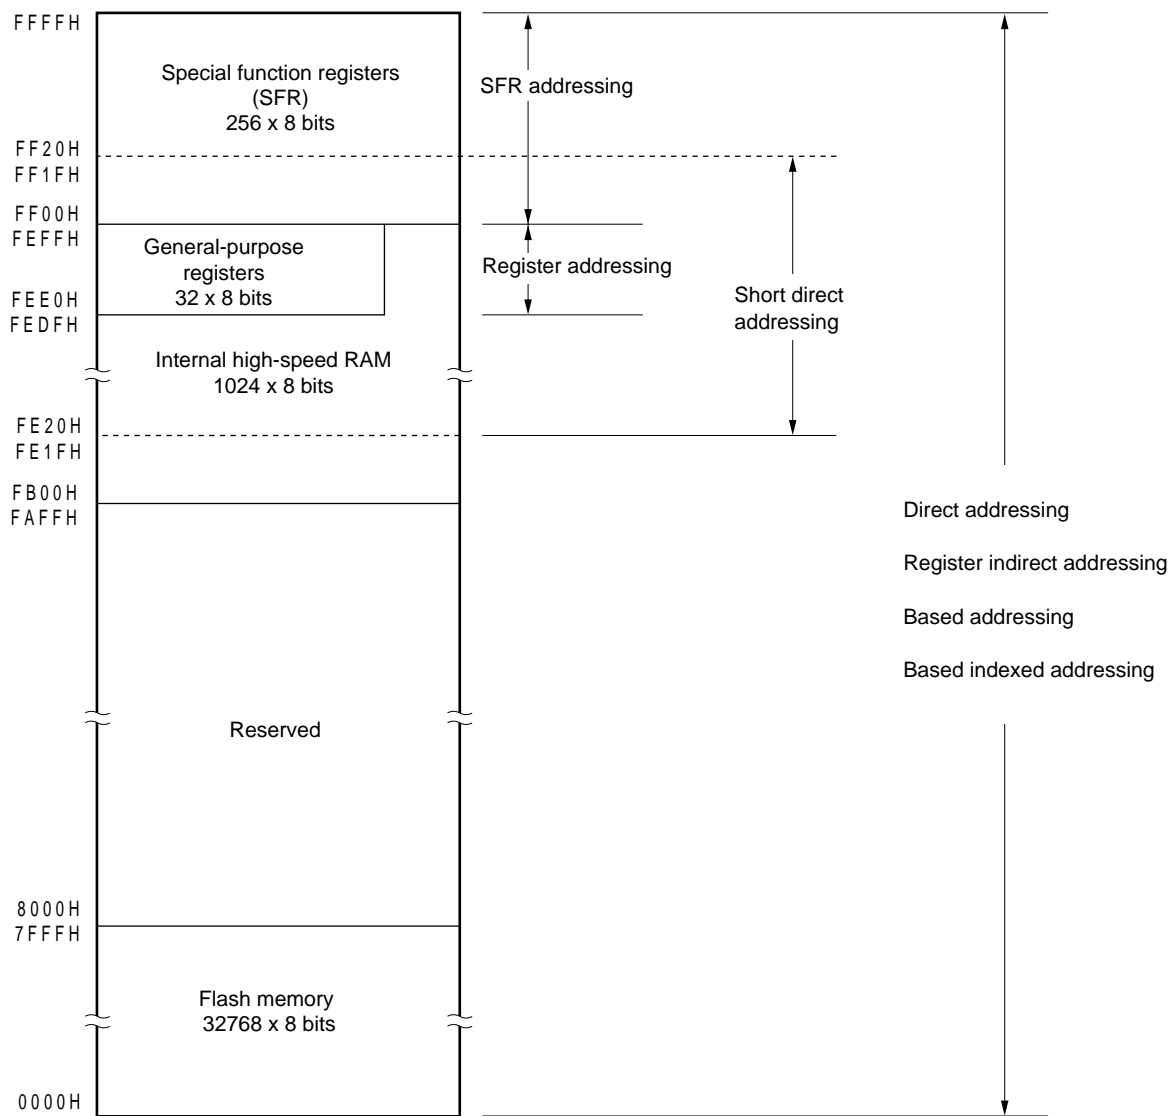 FFFFH
Special function registers
(SFR)
256 x 8 bits
SFR addressing
FF20H
FF1FH
FF00H
FEFFH
General-purpose
registers
32 x 8 bits
Register addressing
FEE0H
FEDFH
Short direct
addressing
Internal high-speed RAM
1024 x 8 bits
FE20H
FE1FH
FB00H
FAFFH
Direct addressing
Register indirect addressing
Based addressing
Based indexed addressing
Reserved
8000H
7FFFH
Flash memory
32768 x 8 bits
0000H